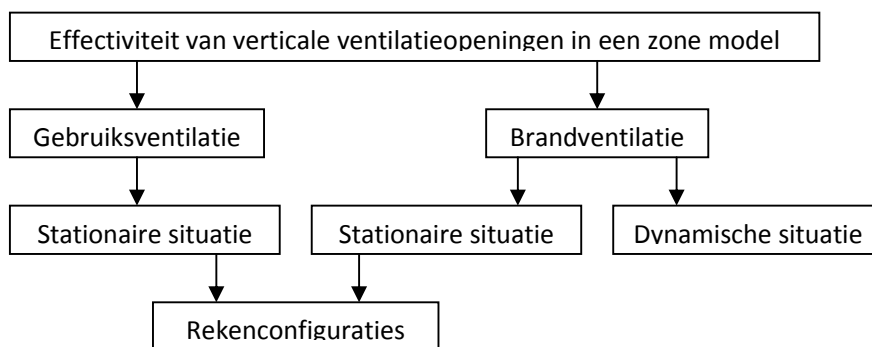 Effectiviteit van verticale ventilatieopeningen in een zone model
Gebruiksventilatie
Brandventilatie
Stationaire situatie
Stationaire situatie
Dynamische situatie
Rekenconfiguraties